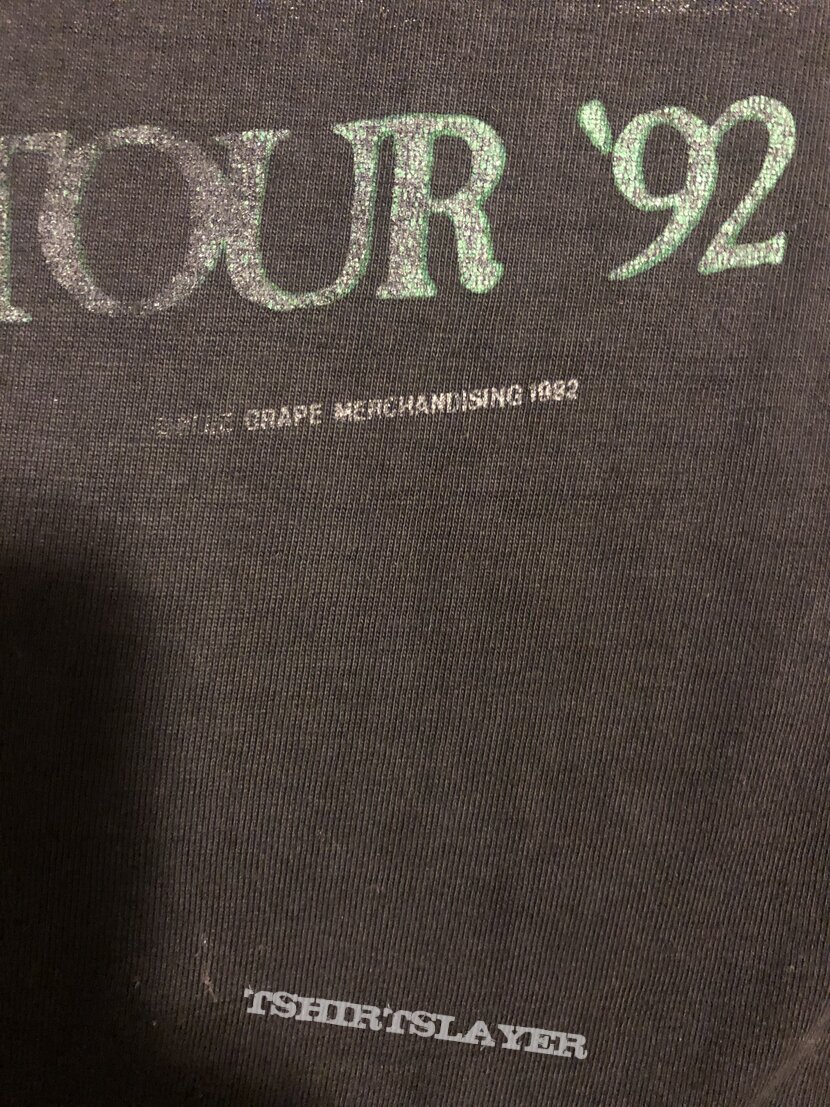 TOUR '92
GRAPE MERCHANDISING 1992
TSHIRTSLAYER